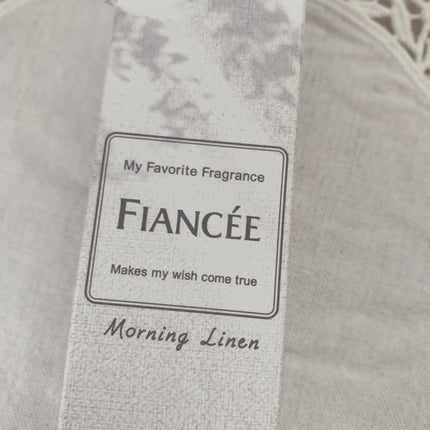 My Favorite Fragrance
FIANCÉE
Makes my wish come true
Morning Linen